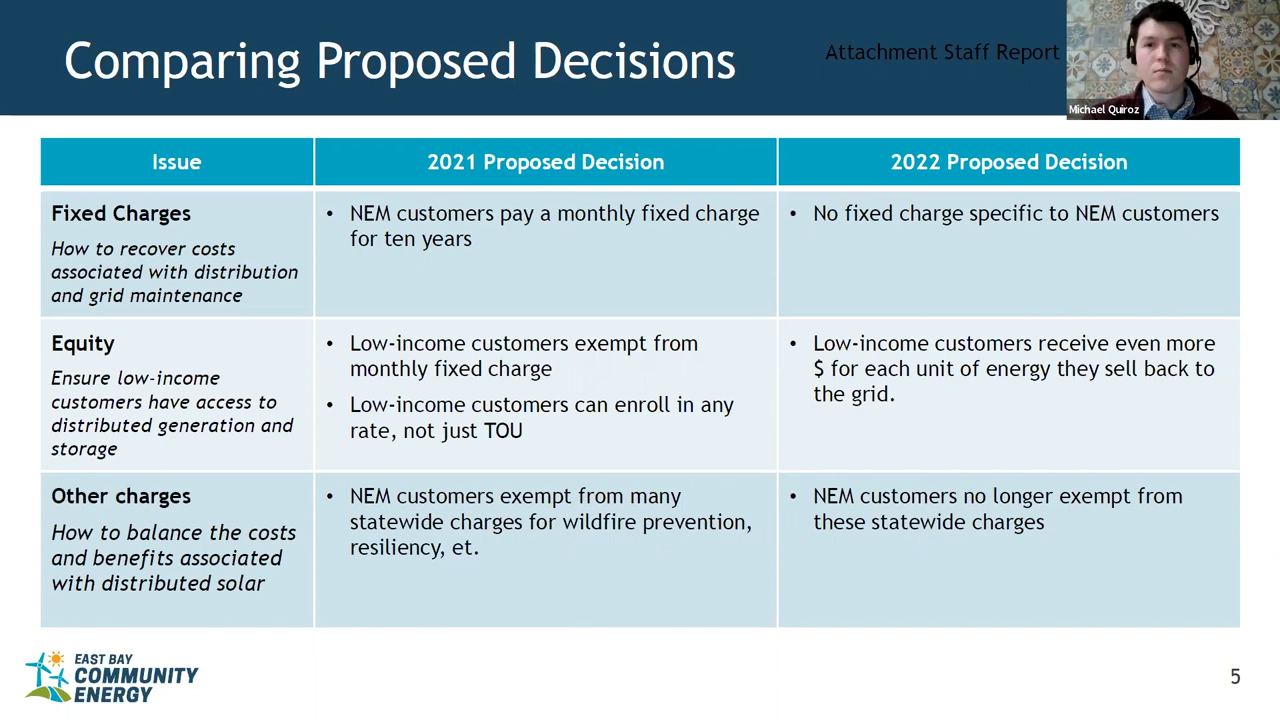 Comparing Proposed Decisions
Attachment Staff Report
Michael Quiroz
Issue
2021 Proposed Decision
2022 Proposed Decision
Fixed Charges
How to recover costs
associated with distribution
and grid maintenance
• NEM customers pay a monthly fixed charge
for ten years
• No fixed charge specific to NEM customers
Equity
Ensure low-income
customers have access to
distributed generation and
storage
• Low-income customers exempt from
monthly fixed charge
• Low-income customers can enroll in any
rate, not just TOU
• Low-income customers receive even more
$ for each unit of energy they sell back to
the grid.
Other charges
How to balance the costs
and benefits associated
with distributed solar
• NEM customers exempt from many
statewide charges for wildfire prevention,
resiliency, et.
• NEM customers no longer exempt from
these statewide charges
EAST BAY
COMMUNITY
ENERGY
5